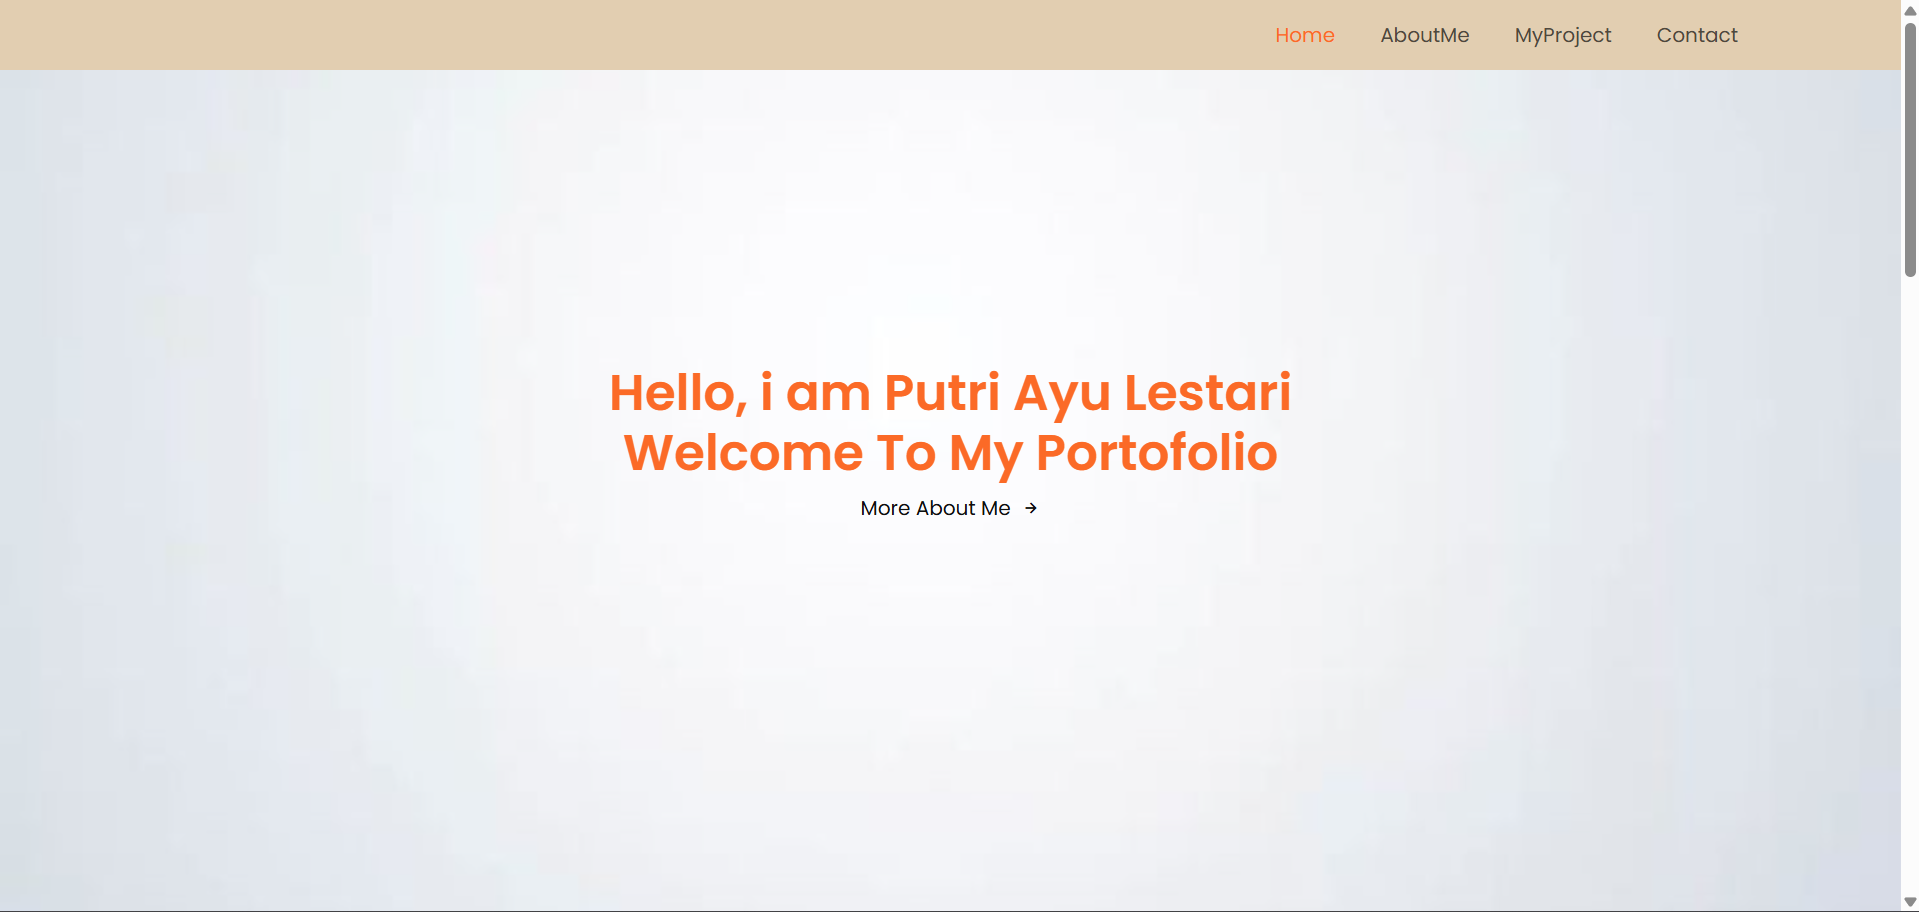 Home AboutMe MyProject Contact
Hello, i am Putri Ayu Lestari
Welcome To My Portofolio
More About Me →